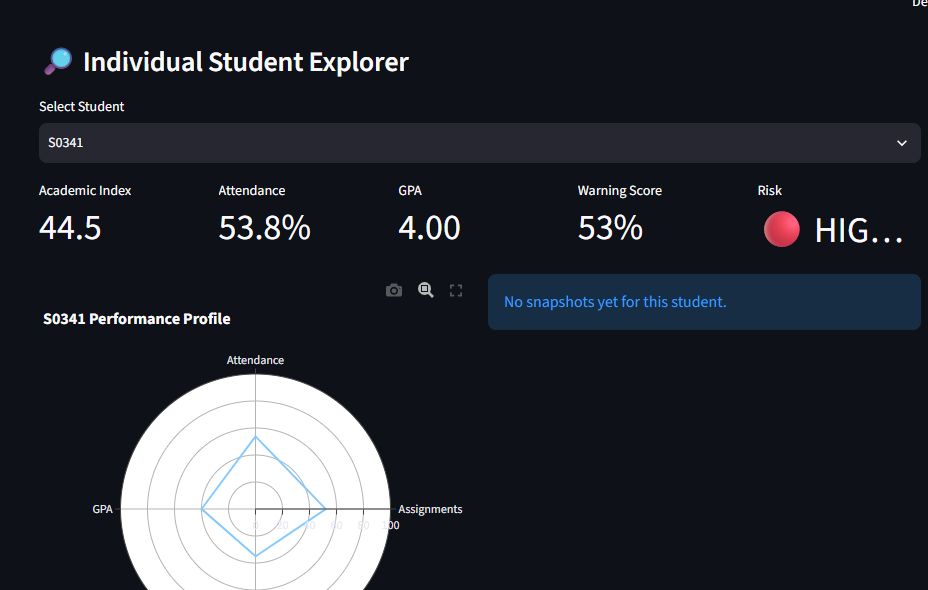 De
Individual Student Explorer
Select Student
S0341
Academic Index
44.5
Attendance
53.8%
GPA
4.00
Warning Score
53%
Risk
HIG...
No snapshots yet for this student.
S0341 Performance Profile
Attendance
GPA
Assignments
0 20 40 60 80 100